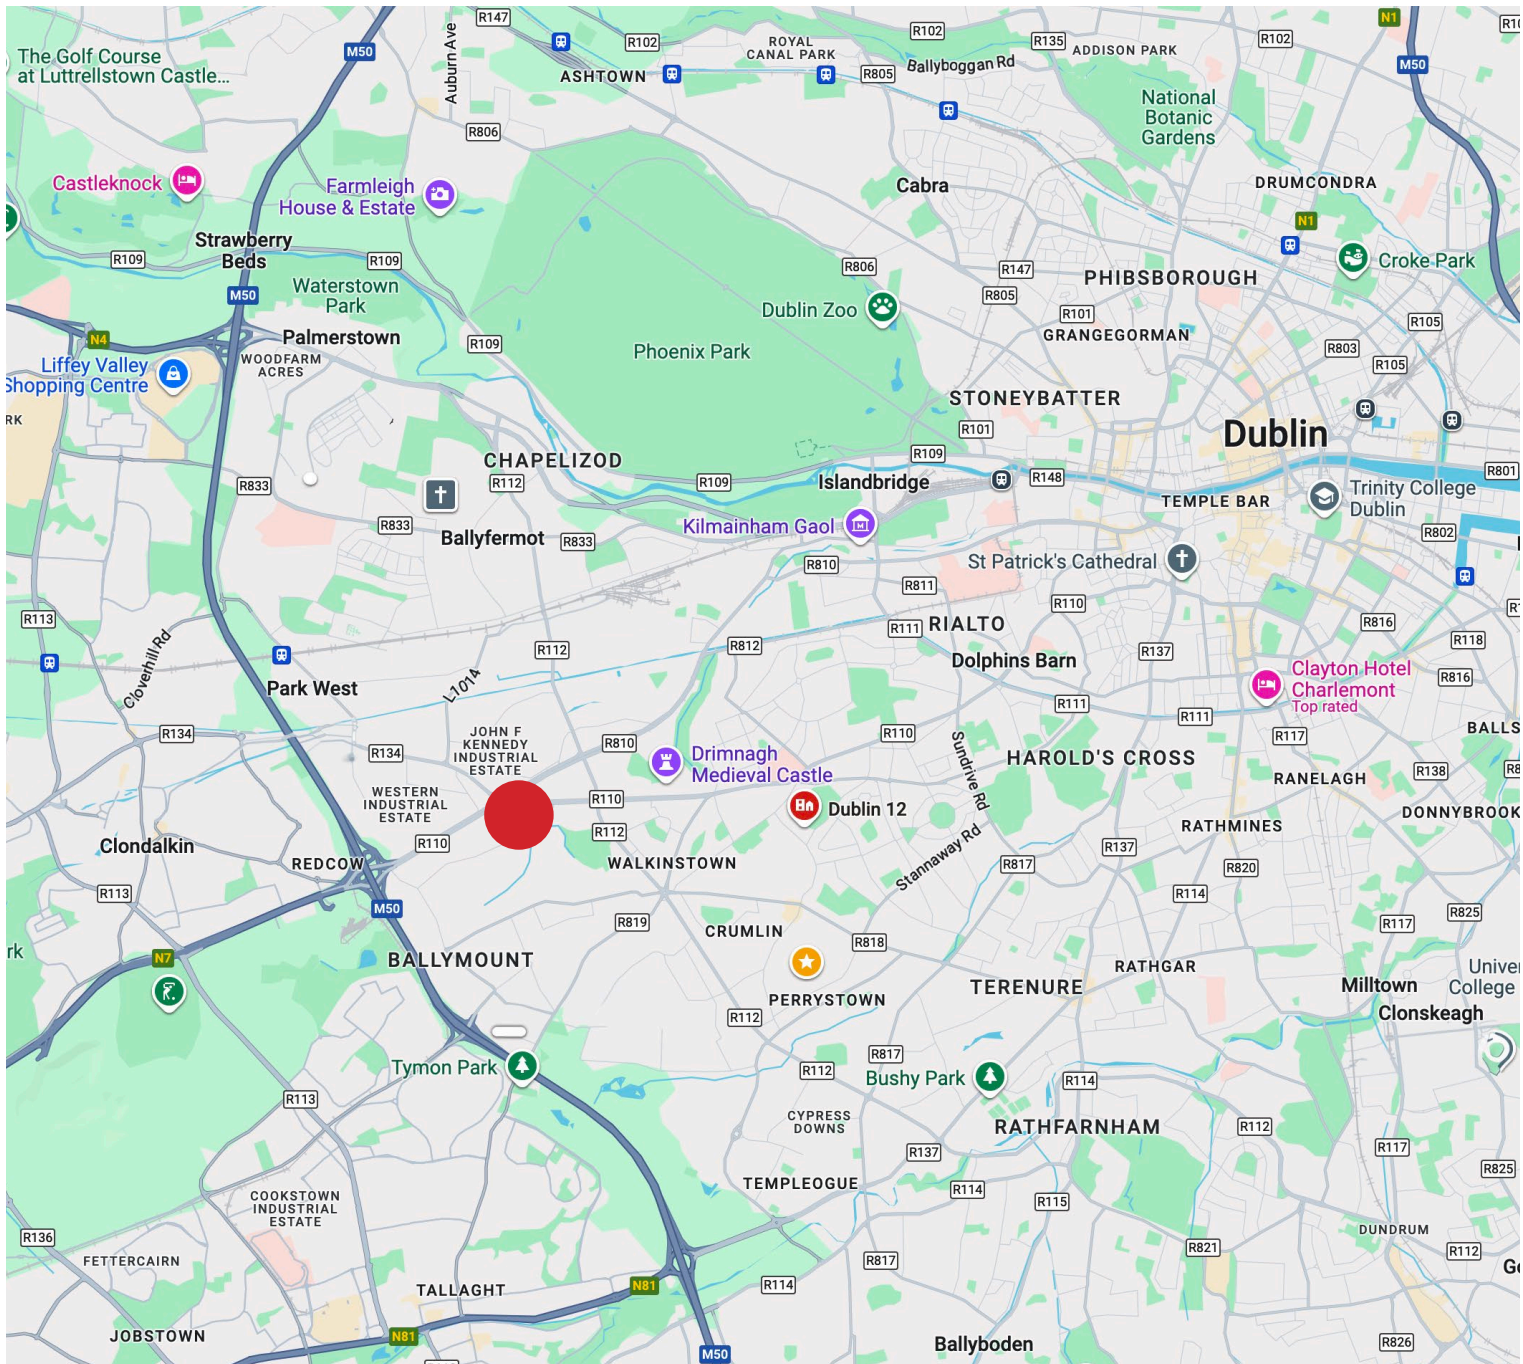 R147
M50
R102
ROYAL
CANAL PARK
R102
R135
ADDISON PARK
R102
N1
The Golf Course
at Luttrellstown Castle...
Auburn Ave
ASHTOWN
R805
Ballyboggan Rd
M50
National
Botanic
Gardens
R806
Castleknock
Farmleigh
House & Estate
Cabra
DRUMCONDRA
N1
Strawberry
Beds
R109
R109
R806
R147
PHIBSBOROUGH
Croke Park
M50
Waterstown
Park
R805
Dublin Zoo
R101
R105
GRANGEGORMAN
N4
Palmerstown
R109
Phoenix Park
R803
R105
WOODFARM
ACRES
Liffey Valley
Shopping Centre
STONEYBATTER
R101
Dublin
CHAPELIZOD
R109
R112
R109
Islandbridge
R148
R801
R833
TEMPLE BAR
Trinity College
Dublin
R833
Ballyfermot
R833
Kilmainham Gaol
R802
R810
St Patrick's Cathedral
R811
R110
R113
R111
RIALTO
R816
R118
Cloverhill Rd
R112
R812
Dolphins Barn
R137
Park West
L1014
Clayton Hotel
Charlemont
Top rated
R816
R111
R111
R134
R134
JOHN F
KENNEDY
INDUSTRIAL
ESTATE
R810
R110
Sundrive Rd
HAROLD'S CROSS
R117
BALLS
Drimnagh
Medieval Castle
RANELAGH
R138
WESTERN
INDUSTRIAL
ESTATE
R110
Dublin 12
DONNYBROOK
RATHMINES
R110
R112
Clondalkin
REDCOW
WALKINSTOWN
Stannaway Rd
R817
R137
R820
R113
M50
R114
R819
CRUMLIN
R818
R117
R825
N7
BALLYMOUNT
RATHGAR
TERENURE
PERRYSTOWN
Milltown
Clonskeagh
R112
Tymon Park
R817
R112
Bushy Park
R114
R113
CYPRESS
DOWNS
RATHFARNHAM
R112
R137
R117
R825
TEMPLEOGUE
R114
R115
COOKSTOWN
INDUSTRIAL
ESTATE
R136
DUNDRUM
FETTERCAIRN
R817
R821
R112
TALLAGHT
N81
R114
JOBSTOWN
N81
M50
Ballyboden
R826